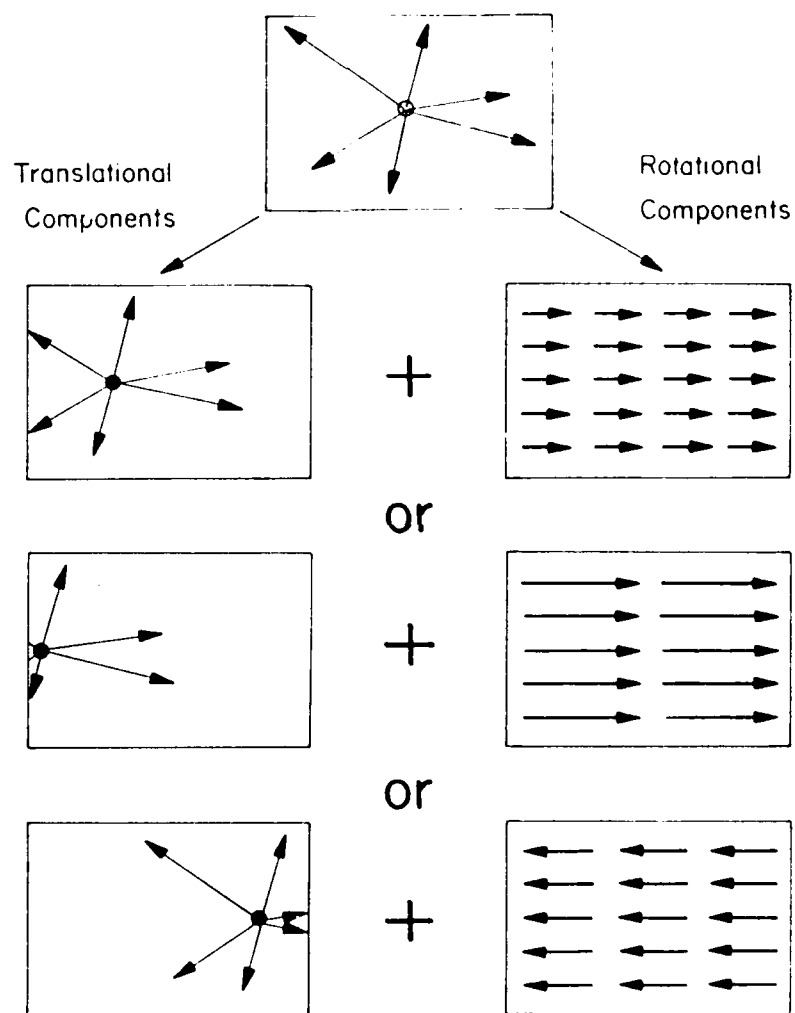 Translational
Components
Rotational
Components
+
or
+
or
+